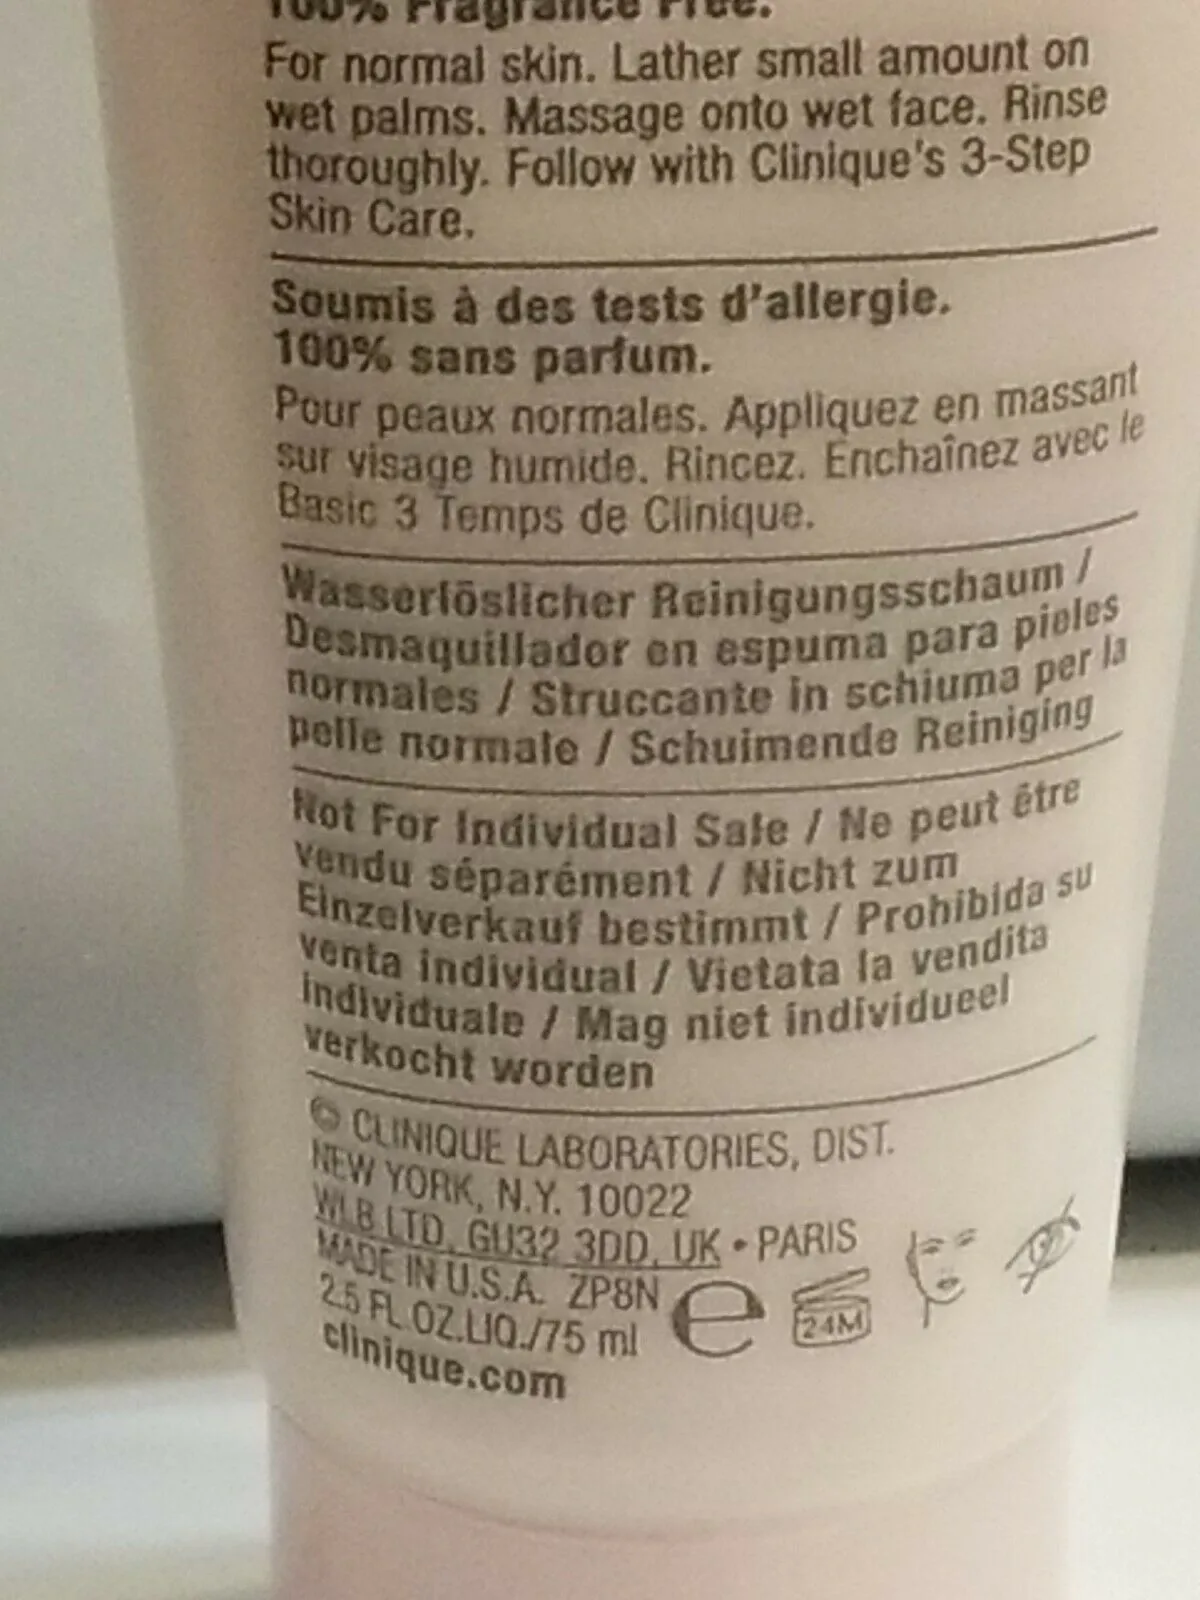 100% Fragrance Free.
For normal skin. Lather small amount on
wet palms. Massage onto wet face. Rinse
thoroughly. Follow with Clinique's 3-Step
Skin Care.
Soumis à des tests d'allergie.
100% sans parfum.
Pour peaux normales. Appliquez en massant
sur visage humide. Rincez. Enchaînez avec le
Basic 3 Temps de Clinique.
Wasserlöslicher Reinigungsschaum /
Desmaquillador en espuma para pieles
normales / Struccante in schiuma per la
pelle normale / Schuimende Reiniging
Not For Individual Sale / Ne peut être
vendu séparément / Nicht zum
Einzelverkauf bestimmt / Prohibida su
venta individual / Vietata la vendita
individuale / Mag niet individueel
verkocht worden
© CLINIQUE LABORATORIES, DIST.
NEW YORK, N.Y. 10022
WLB LTD, GU32 3DD, UK • PARIS
MADE IN U.S.A. ZP8N
2.5 FL.OZ.LIQ./75 ml e 24M
clinique.com